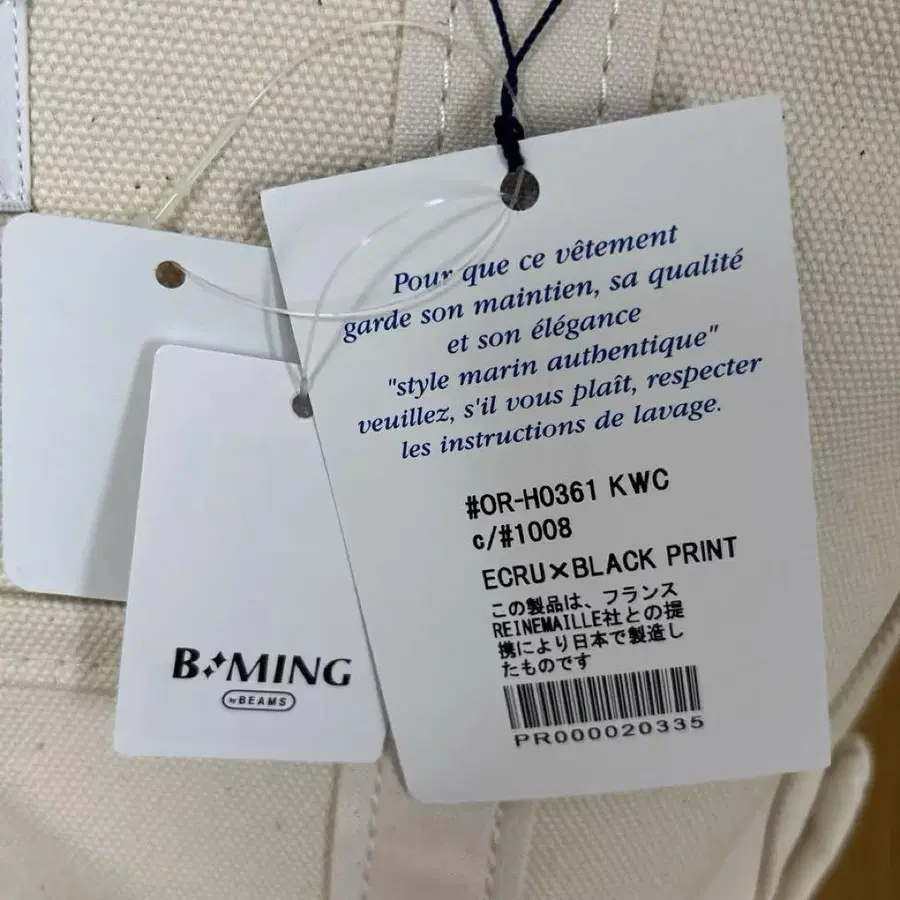 Pour que ce vêtement
garde son maintien, sa qualité
et son élégance
"style marin authentique"
veuillez, s'il vous plaît, respecter
les instructions de lavage.
#OR-H0361 KWC
c/#1008
ECRU×BLACK PRINT
この製品は、フランス
REINEMAILLE社との提
携により日本で製造し
たものです
PR000020335
B✦MING
by BEAMS